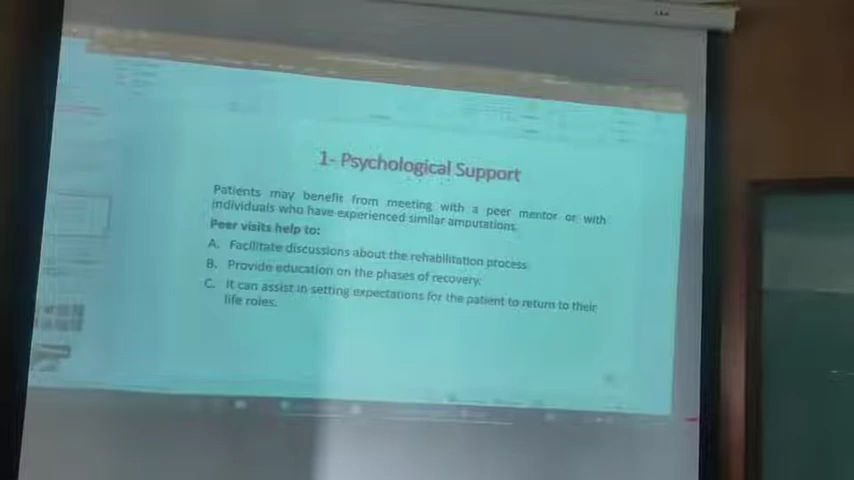 1- Psychological Support
Patients may benefit from meeting with a peer mentor or with
individuals who have experienced similar amputations.
Peer visits help to:
A. Facilitate discussions about the rehabilitation process
B. Provide education on the phases of recovery.
C. It can assist in setting expectations for the patient to return to their
life roles.